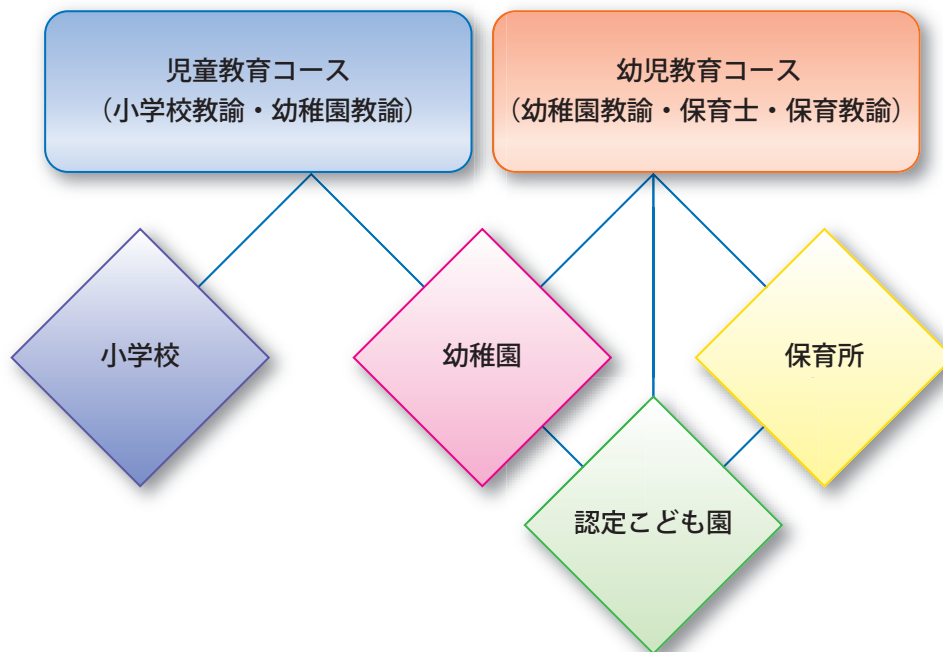 児童教育コース
（小学校教諭・幼稚園教諭）
幼児教育コース
（幼稚園教諭・保育士・保育教諭）
小学校
幼稚園
保育所
認定こども園